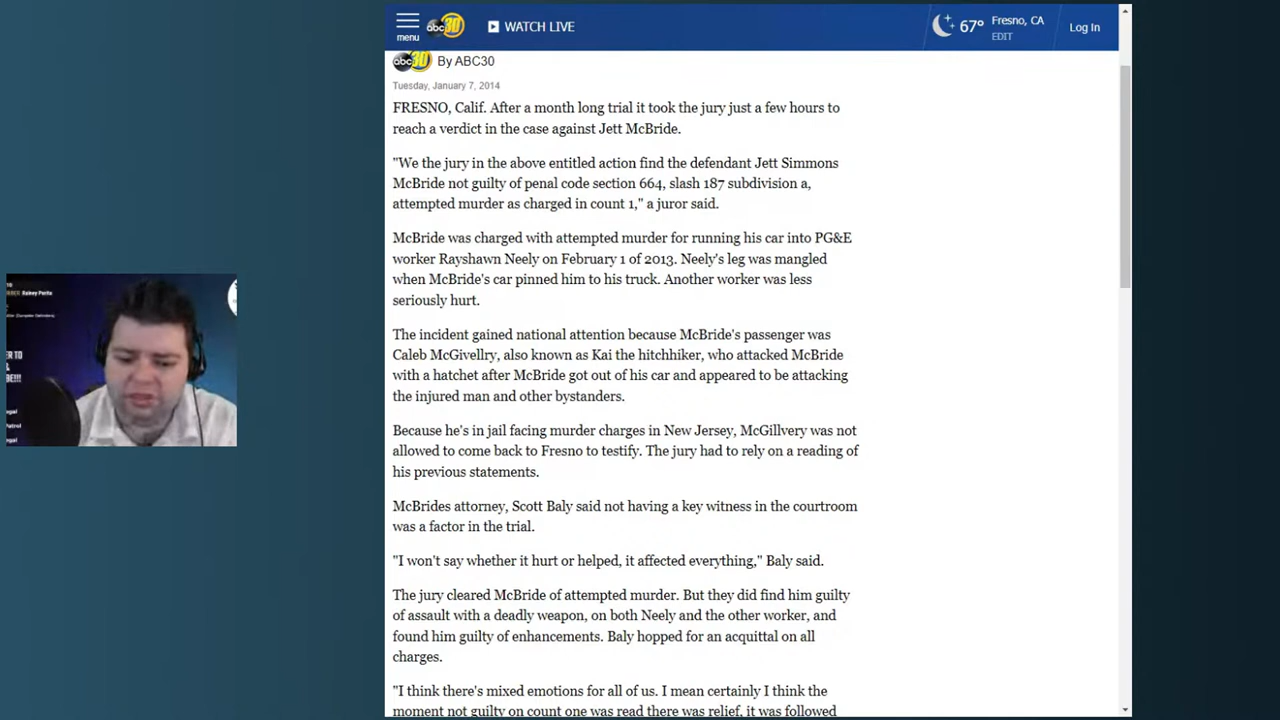 menu
abc30
WATCH LIVE
67°
Fresno, CA
EDIT
Log In
abc30 By ABC30
Tuesday, January 7, 2014
FRESNO, Calif. After a month long trial it took the jury just a few hours to
reach a verdict in the case against Jett McBride.
"We the jury in the above entitled action find the defendant Jett Simmons
McBride not guilty of penal code section 664, slash 187 subdivision a,
attempted murder as charged in count 1," a juror said.
McBride was charged with attempted murder for running his car into PG&E
worker Rayshawn Neely on February 1 of 2013. Neely's leg was mangled
when McBride's car pinned him to his truck. Another worker was less
seriously hurt.
The incident gained national attention because McBride's passenger was
Caleb McGivellry, also known as Kai the hitchhiker, who attacked McBride
with a hatchet after McBride got out of his car and appeared to be attacking
the injured man and other bystanders.
Because he's in jail facing murder charges in New Jersey, McGillvery was not
allowed to come back to Fresno to testify. The jury had to rely on a reading of
his previous statements.
McBrides attorney, Scott Baly said not having a key witness in the courtroom
was a factor in the trial.
"I won't say whether it hurt or helped, it affected everything," Baly said.
The jury cleared McBride of attempted murder. But they did find him guilty
of assault with a deadly weapon, on both Neely and the other worker, and
found him guilty of enhancements. Baly hopped for an acquittal on all
charges.
"I think there's mixed emotions for all of us. I mean certainly I think the
moment not guilty on count one was read there was relief, it was followed